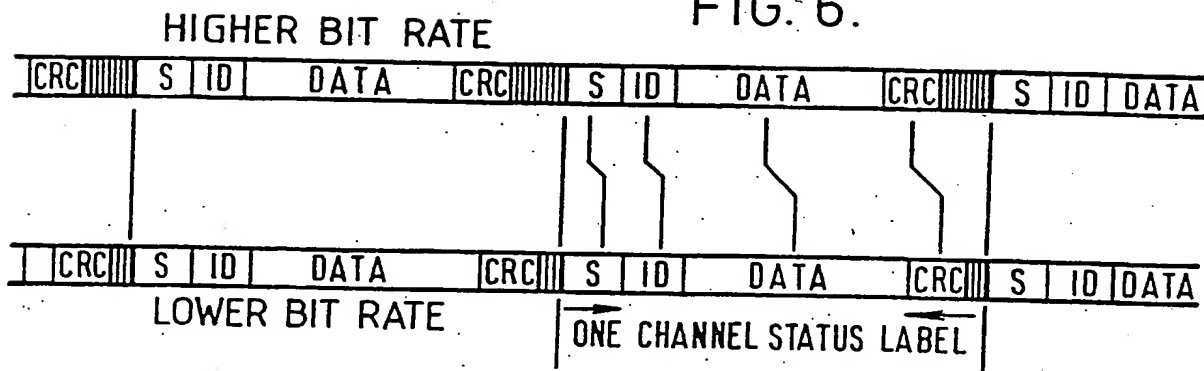 FIG. 6.
HIGHER BIT RATE
CRC S ID DATA CRC S ID DATA CRC S ID DATA
CRC S ID DATA CRC S ID DATA CRC S ID DATA
LOWER BIT RATE
ONE CHANNEL STATUS LABEL